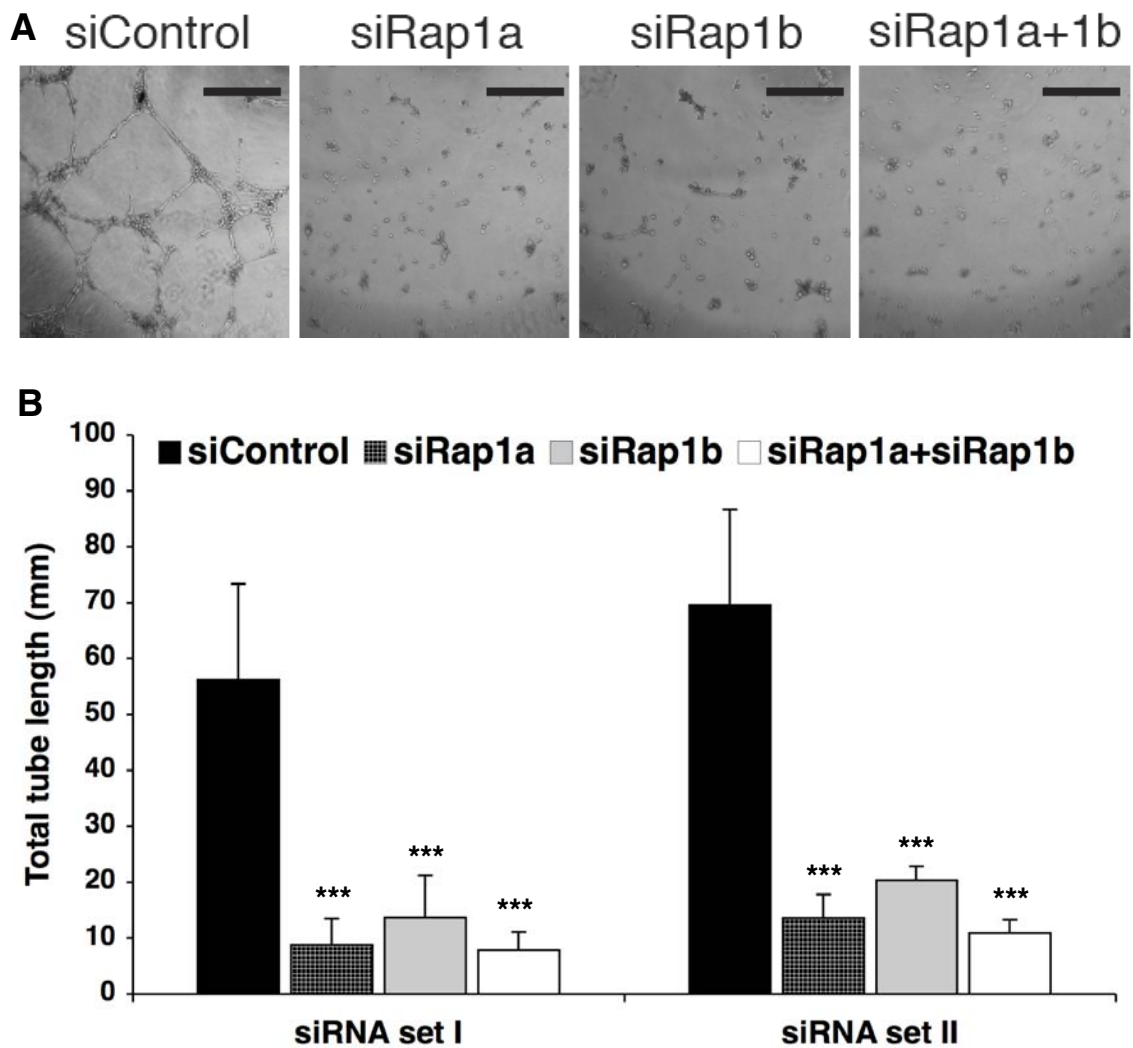 A
siControl siRap1a siRap1b siRap1a+1b
B
100
siControl siRap1a siRap1b siRap1a+siRap1b
90
80
70
60
50
40
30
20
10
0
Total tube length (mm)
*** *** ***
*** *** ***
siRNA set I siRNA set II